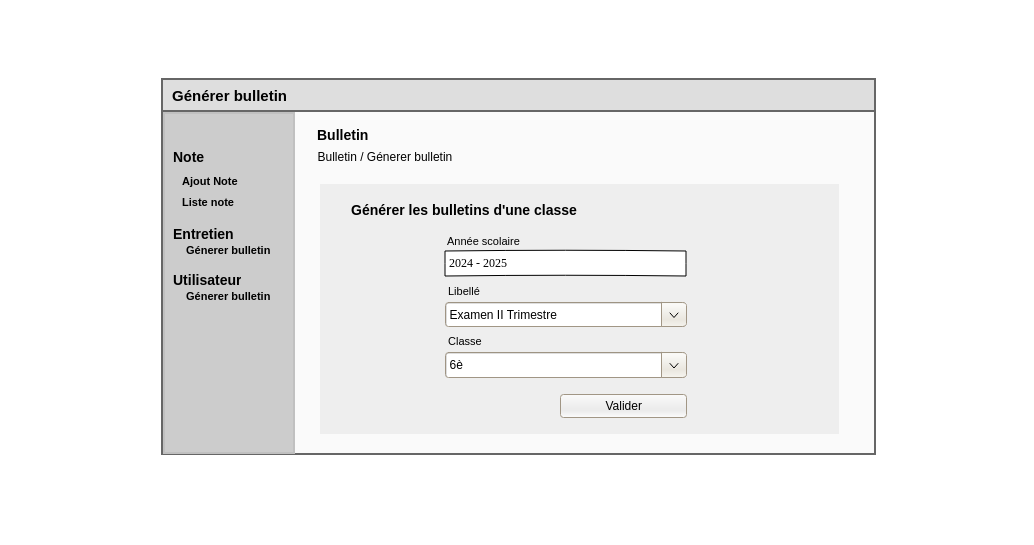 Générer bulletin
Note
Ajout Note
Liste note
Entretien
Génerer bulletin
Utilisateur
Génerer bulletin
Bulletin
Bulletin / Génerer bulletin
Générer les bulletins d'une classe
Année scolaire
2024 - 2025
Libellé
Examen II Trimestre
Classe
6è
Valider